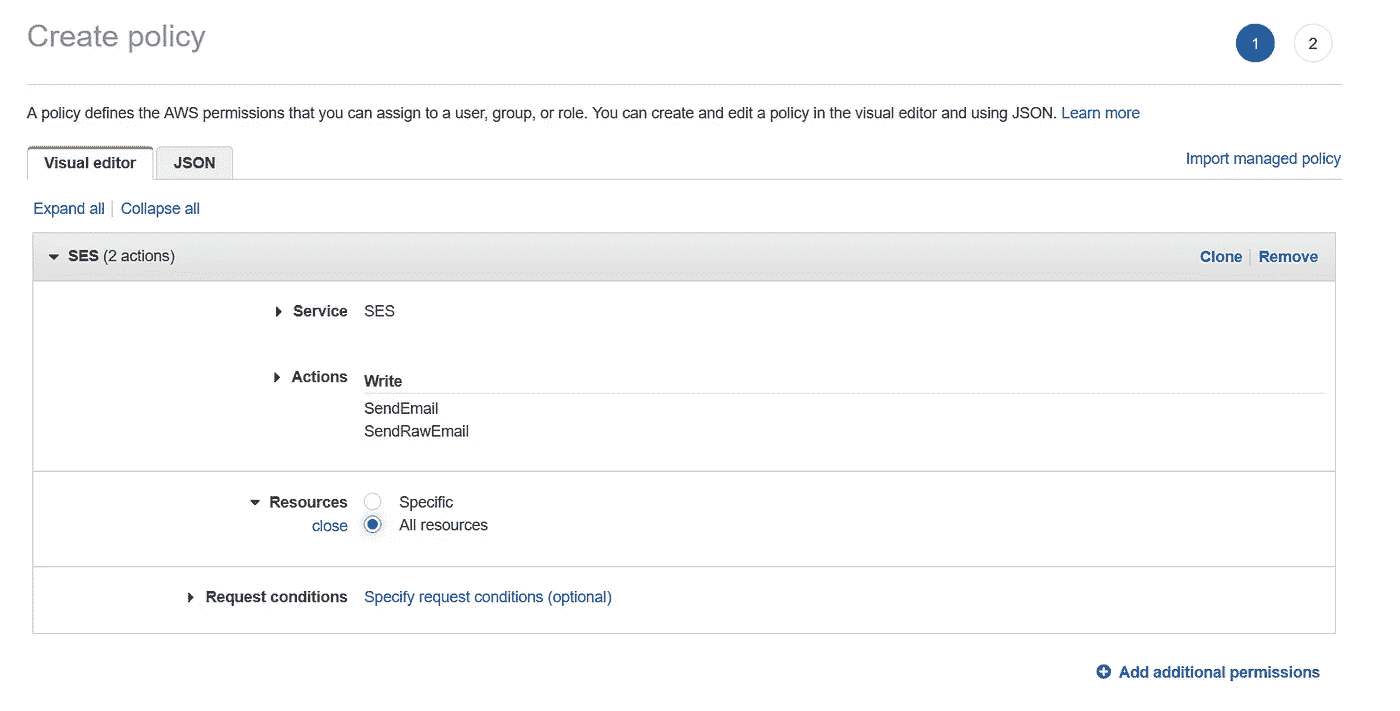 Create policy
1 2
A policy defines the AWS permissions that you can assign to a user, group, or role. You can create and edit a policy in the visual editor and using JSON. Learn more
Visual editor JSON Import managed policy
Expand all Collapse all
SES (2 actions) Clone Remove
Service SES
Actions Write
SendEmail
SendRawEmail
Resources Specific
close All resources
Request conditions Specify request conditions (optional)
Add additional permissions